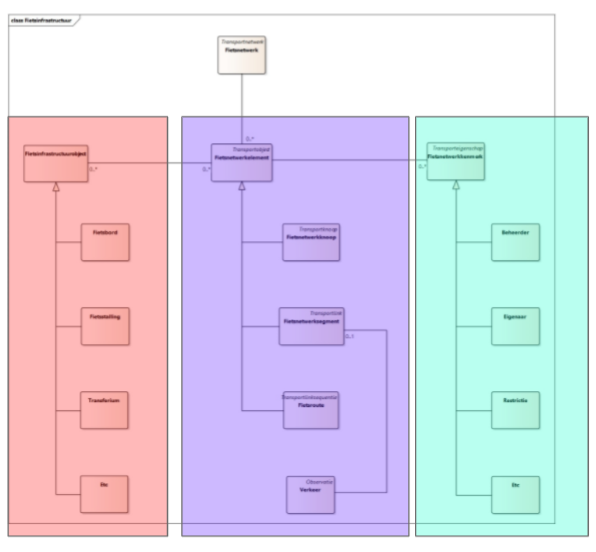 class Fietsinfrastructuur
Transportnetwerk
Fietsnetwerk
0..*
Fietsinfrastructuurobject
0..*
Transportobject
Fietsnetwerkelement
0..*
Transporteigenschap
Fietsnetwerkkenmerk
0..*
Fietsbord
Transportknoop
Fietsnetwerkknoop
Beheerder
Fietstelling
Transportlink
Fietsnetwerksegment
0..1
Eigenaar
Transferium
Transportlinksequentie
Fietsroute
Restrictie
Etc
Observatie
Verkeer
Etc